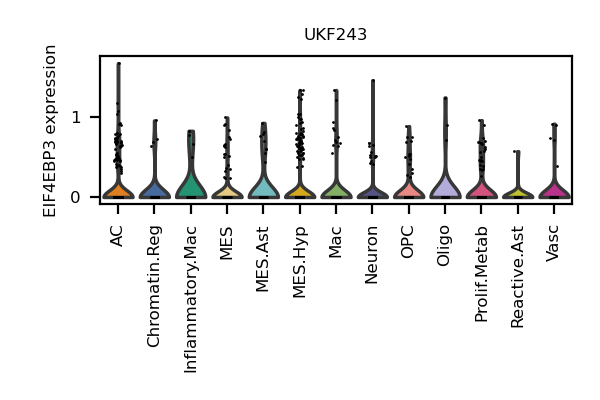 UKF243
EIF4EBP3 expression
1
0
AC
Chromatin.Reg
Inflammatory.Mac
MES
MES.Ast
MES.Hyp
Mac
Neuron
OPC
Oligo
Prolif.Metab
Reactive.Ast
Vasc